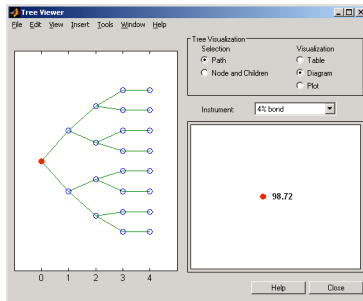 Tree Viewer
File Edit View Insert Tools Window Help
Tree Visualization
Selection Visualization
Path Table
Node and Children Diagram
Plot
Instrument: 4% bond
98.72
0 1 2 3 4
Help Close